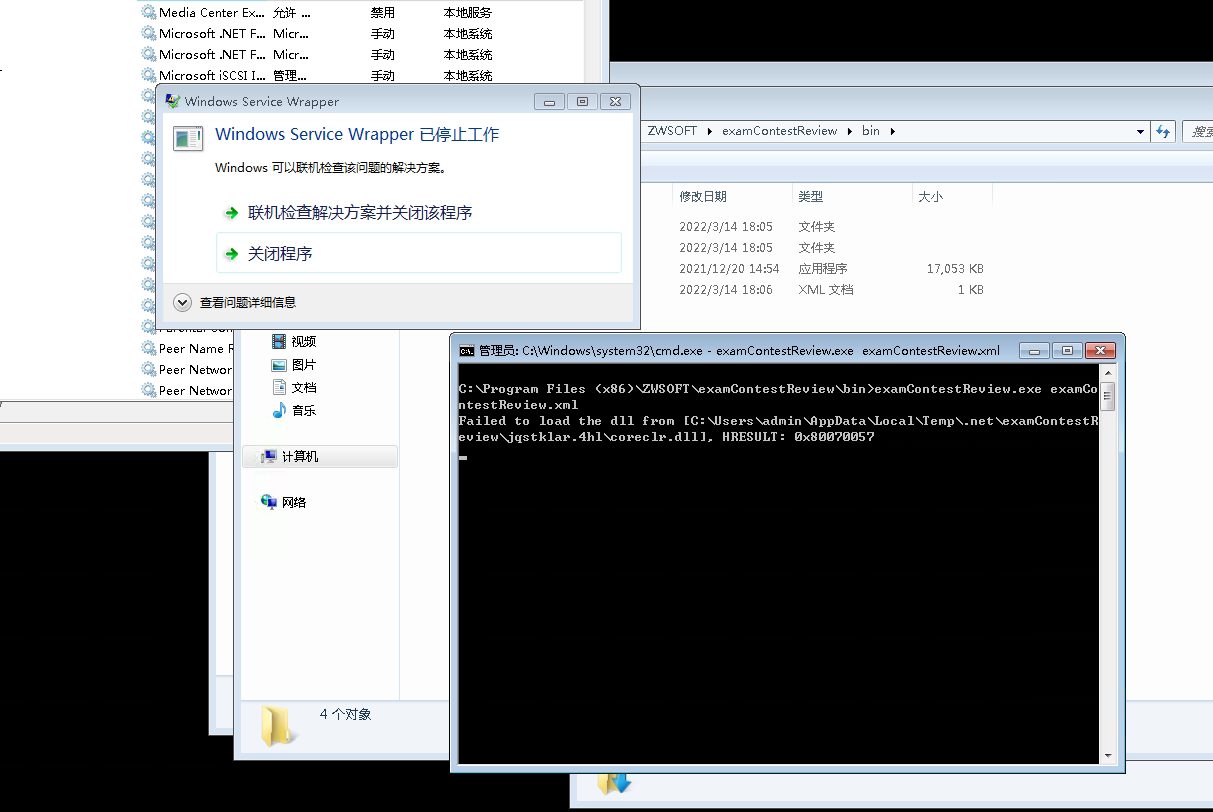 Media Center Ex... 允许 ... 禁用 本地服务
Microsoft .NET F... Micr... 手动 本地系统
Microsoft .NET F... Micr... 手动 本地系统
Microsoft iSCSI I... 管理... 手动 本地系统
Windows Service Wrapper
Windows Service Wrapper 已停止工作
Windows 可以联机检查该问题的解决方案。
联机检查解决方案并关闭该程序
关闭程序
查看问题详细信息
ZWSOFT examContestReview bin
修改日期 类型 大小
2022/3/14 18:05 文件夹
2022/3/14 18:05 文件夹
2021/12/20 14:54 应用程序 17,053 KB
2022/3/14 18:06 XML 文档 1 KB
Peer Name R
Peer Networ
Peer Networ
视频
图片
文档
音乐
计算机
网络
4 个对象
管理员: C:\Windows\system32\cmd.exe - examContestReview.exe examContestReview.xml
C:\Program Files (x86)\ZWSOFT\examContestReview\bin>examContestReview.exe examCo
ntestReview.xml
Failed to load the dll from [C:\Users\admin\AppData\Local\Temp\.net\examContestR
eview\jqstklar.4hl\coreclr.dll], HRESULT: 0x80070057